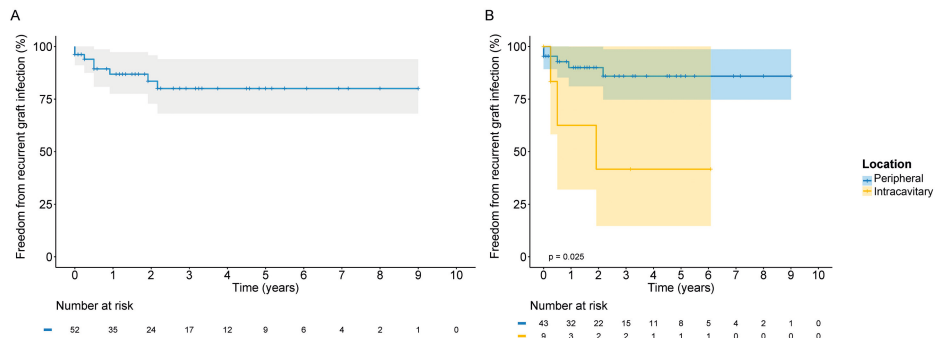 A
Freedom from recurrent graft infection (%)
100
75
50
25
0
0 1 2 3 4 5 6 7 8 9 10
Time (years)
Number at risk
52 35 24 17 12 9 6 4 2 1 0
B
Freedom from recurrent graft infection (%)
100
75
50
25
0
p = 0.025
0 1 2 3 4 5 6 7 8 9 10
Time (years)
Number at risk
43 32 22 15 11 8 5 4 2 1 0
9 3 2 2 1 1 1 0 0 0 0
Location
Peripheral
Intracavitary